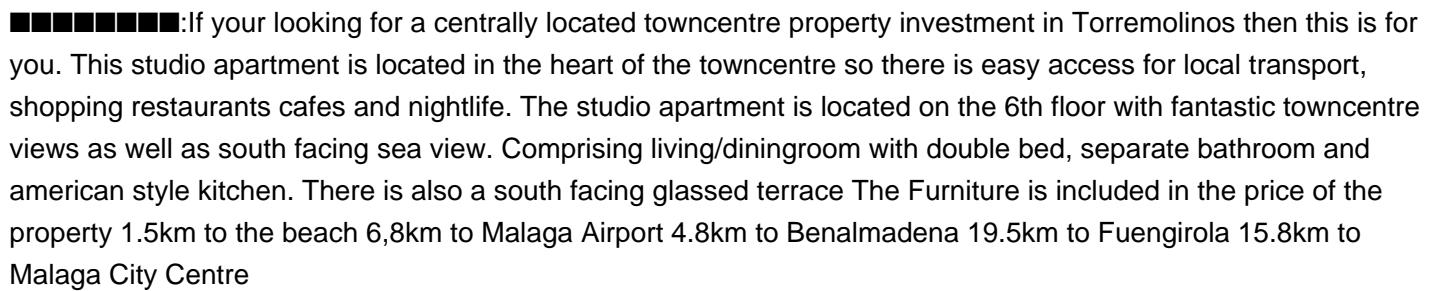 ■■■■■■■■:If your looking for a centrally located towncentre property investment in Torremolinos then this is for
you. This studio apartment is located in the heart of the towncentre so there is easy access for local transport,
shopping restaurants cafes and nightlife. The studio apartment is located on the 6th floor with fantastic towncentre
views as well as south facing sea view. Comprising living/diningroom with double bed, separate bathroom and
american style kitchen. There is also a south facing glassed terrace The Furniture is included in the price of the
property 1.5km to the beach 6,8km to Malaga Airport 4.8km to Benalmadena 19.5km to Fuengirola 15.8km to
Malaga City Centre